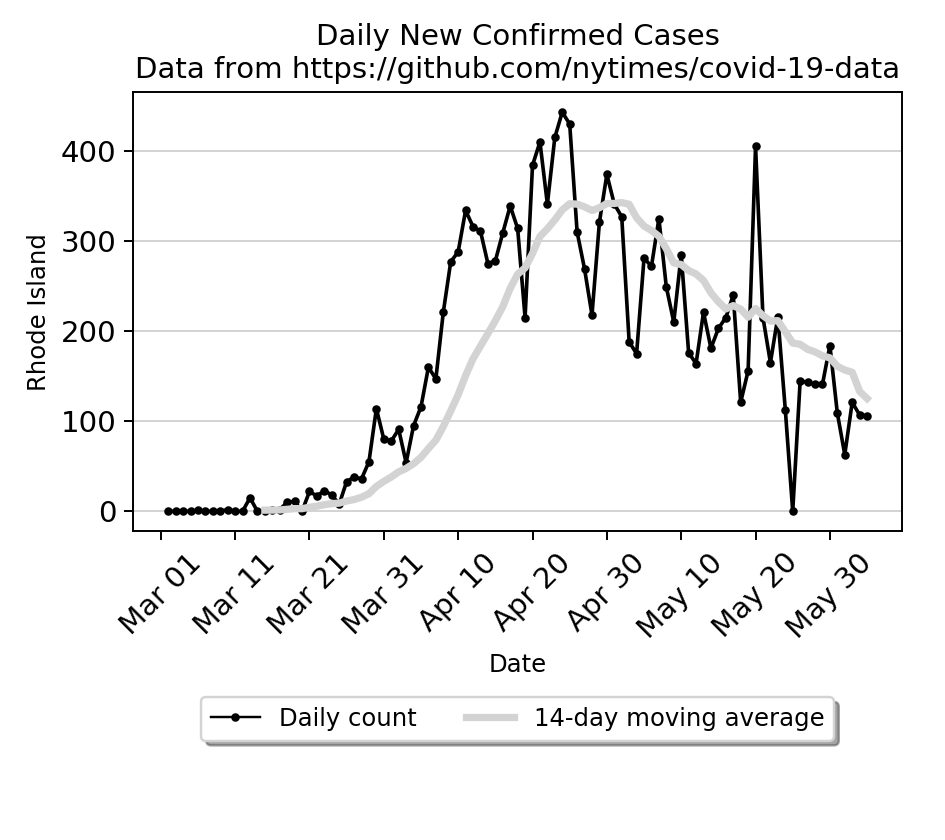 Daily New Confirmed Cases
Data from https://github.com/nytimes/covid-19-data
Rhode Island
400
300
200
100
0
Mar 01
Mar 11
Mar 21
Mar 31
Apr 10
Apr 20
Apr 30
May 10
May 20
May 30
Date
Daily count
14-day moving average